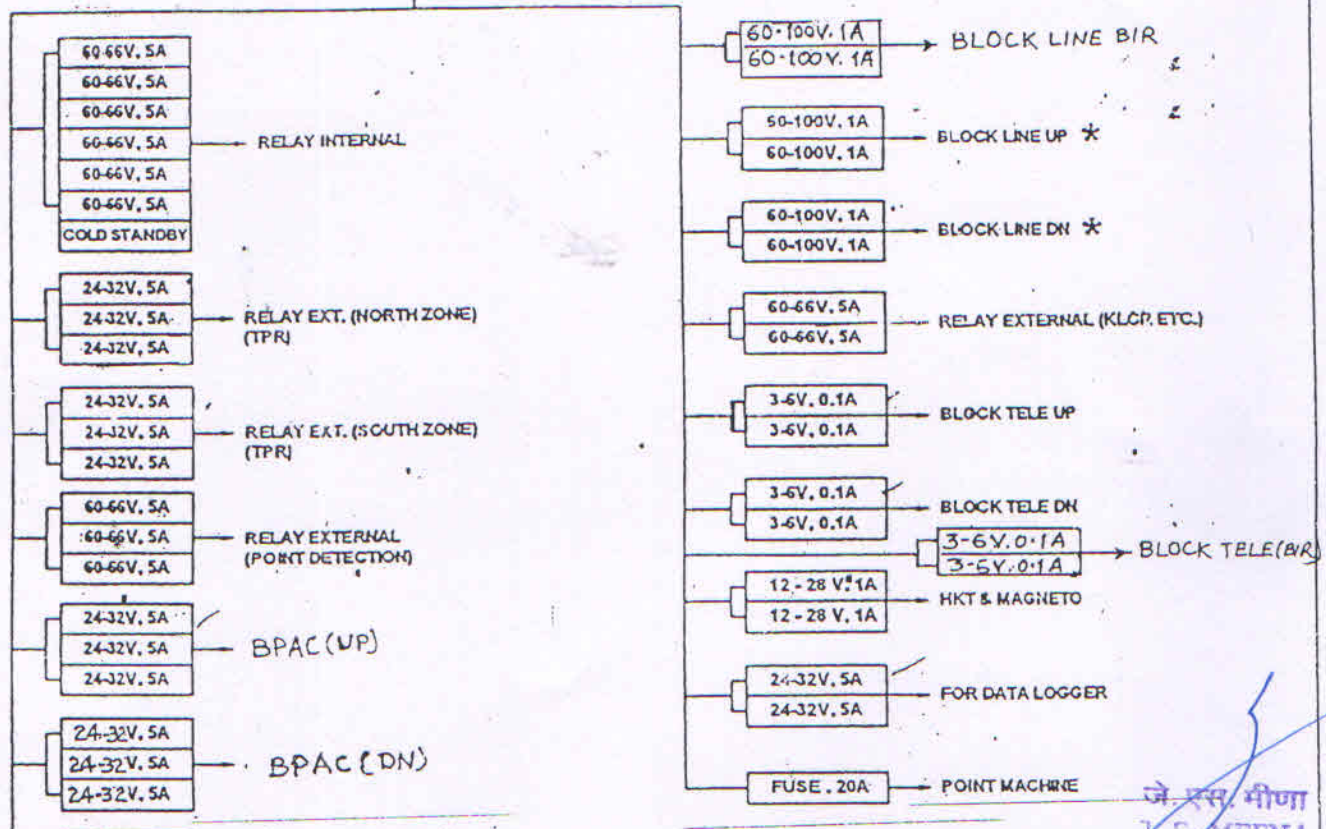 60-66V, 5A
60-66V, 5A
60-66V, 5A
60-66V, 5A
60-66V, 5A
60-66V, 5A
COLD STANDBY
RELAY INTERNAL
24-32V, 5A
24-32V, 5A
24-32V, 5A
RELAY EXT. (NORTH ZONE)
(TPR)
24-32V, 5A
24-32V, 5A
24-32V, 5A
RELAY EXT. (SOUTH ZONE)
(TPR)
60-66V, 5A
60-66V, 5A
60-66V, 5A
RELAY EXTERNAL
(POINT DETECTION)
24-32V, 5A
24-32V, 5A
24-32V, 5A
BPAC (UP)
24-32V, 5A
24-32V, 5A
24-32V, 5A
BPAC (DN)
60-100V. 1A
60-100V. 1A
BLOCK LINE B/R
60-100V, 1A
60-100V, 1A
BLOCK LINE UP *
60-100V, 1A
60-100V, 1A
BLOCK LINE DN *
60-66V, 5A
60-66V, 5A
RELAY EXTERNAL (KLCP. ETC.)
3-6V, 0.1A
3-6V, 0.1A
BLOCK TELE UP
3-6V, 0.1A
3-6V, 0.1A
BLOCK TELE DN
3-6V. 0.1A
3-6V. 0.1A
BLOCK TELE (B/R)
12-28 V. 1A
12-28 V, 1A
HKT & MAGNETO
24-32V, 5A
24-32V, 5A
FOR DATA LOGGER
FUSE, 20A
POINT MACHINE
जे. एस. मीणा